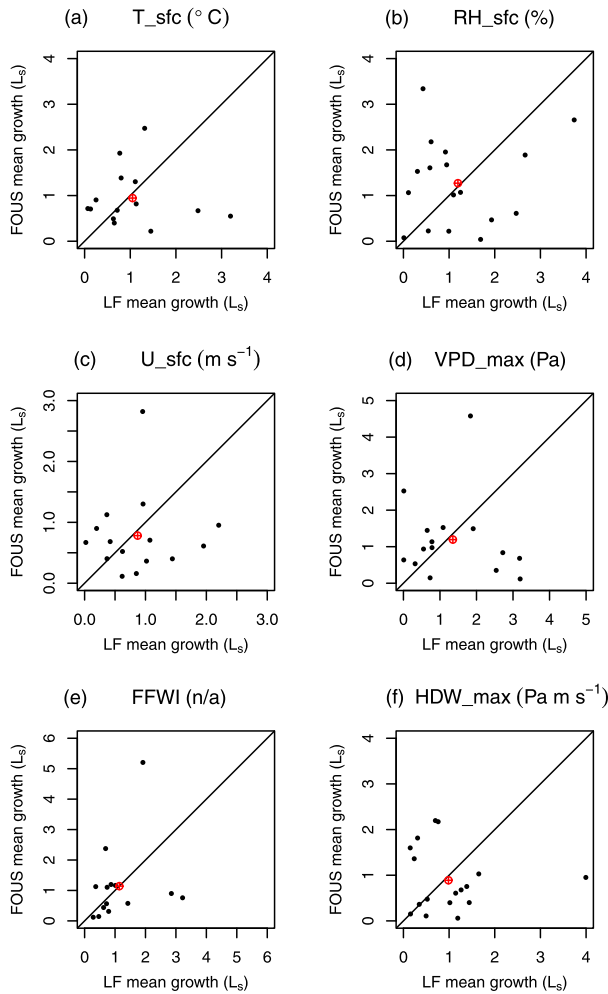 (a) T_sfc (° C)
FOUS mean growth (Ls)
4
3
2
1
0
0 1 2 3 4
LF mean growth (Ls)
(b) RH_sfc (%)
FOUS mean growth (Ls)
4
3
2
1
0
0 1 2 3 4
LF mean growth (Ls)
(c) U_sfc (m s⁻¹)
FOUS mean growth (Ls)
3.0
2.0
1.0
0.0
0.0 1.0 2.0 3.0
LF mean growth (Ls)
(d) VPD_max (Pa)
FOUS mean growth (Ls)
5
4
3
2
1
0
0 1 2 3 4 5
LF mean growth (Ls)
(e) FFWI (n/a)
FOUS mean growth (Ls)
6
5
4
3
2
1
0
0 1 2 3 4 5 6
LF mean growth (Ls)
(f) HDW_max (Pa m s⁻¹)
FOUS mean growth (Ls)
4
3
2
1
0
0 1 2 3 4
LF mean growth (Ls)